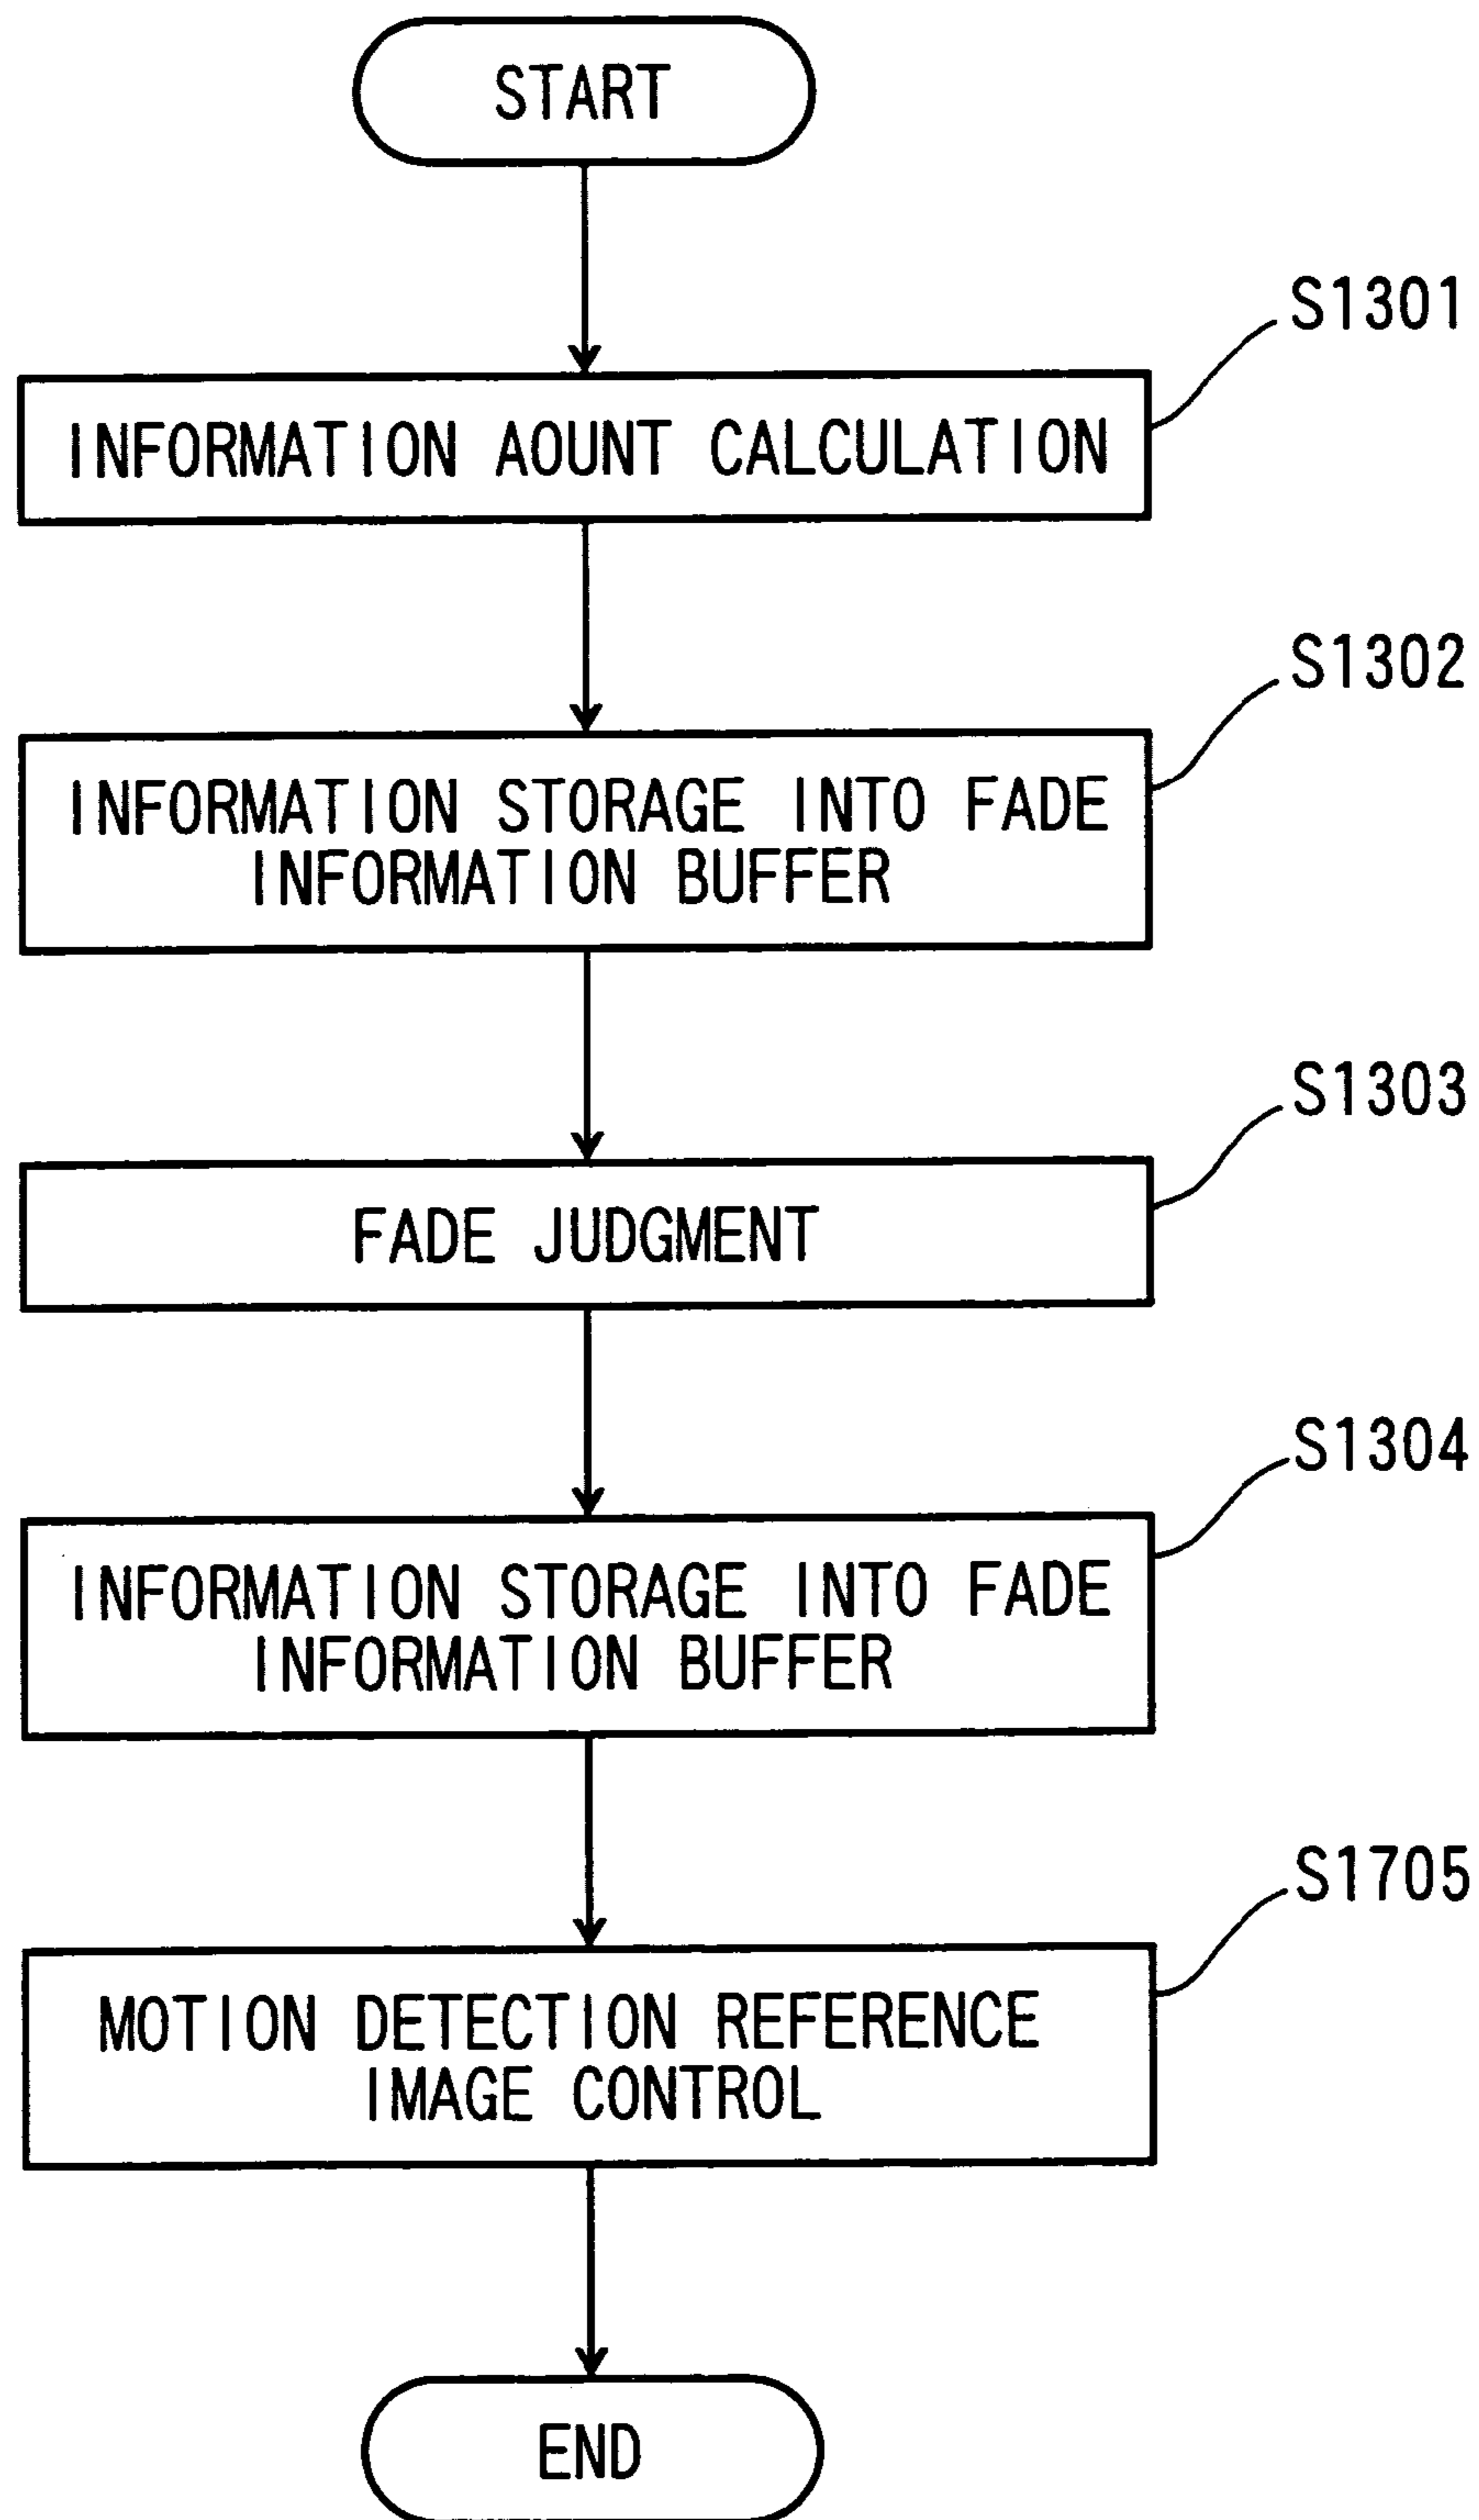 START
S1301
INFORMATION AOUNT CALCULATION
S1302
INFORMATION STORAGE INTO FADE
INFORMATION BUFFER
S1303
FADE JUDGMENT
S1304
INFORMATION STORAGE INTO FADE
INFORMATION BUFFER
S1705
MOTION DETECTION REFERENCE
IMAGE CONTROL
END